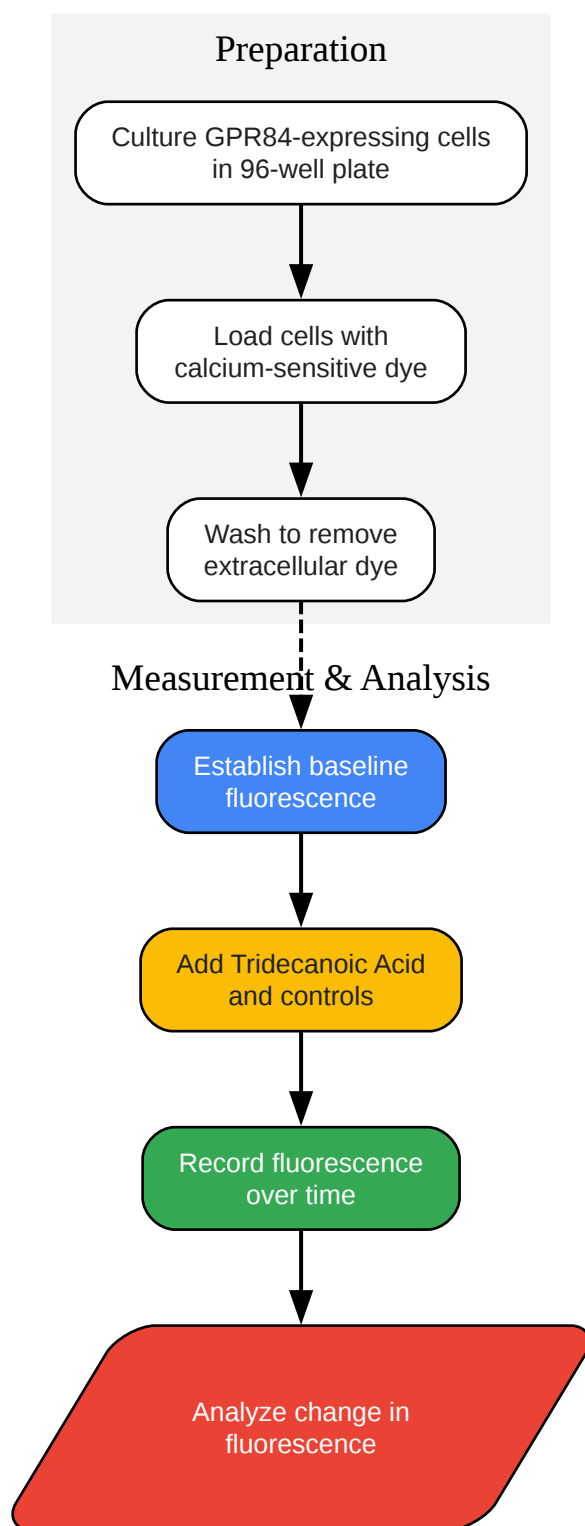 Preparation
Culture GPR84-expressing cells
in 96-well plate
Load cells with
calcium-sensitive dye
Wash to remove
extracellular dye
Measurement & Analysis
Establish baseline
fluorescence
Add Tridecanoic Acid
and controls
Record fluorescence
over time
Analyze change in
fluorescence